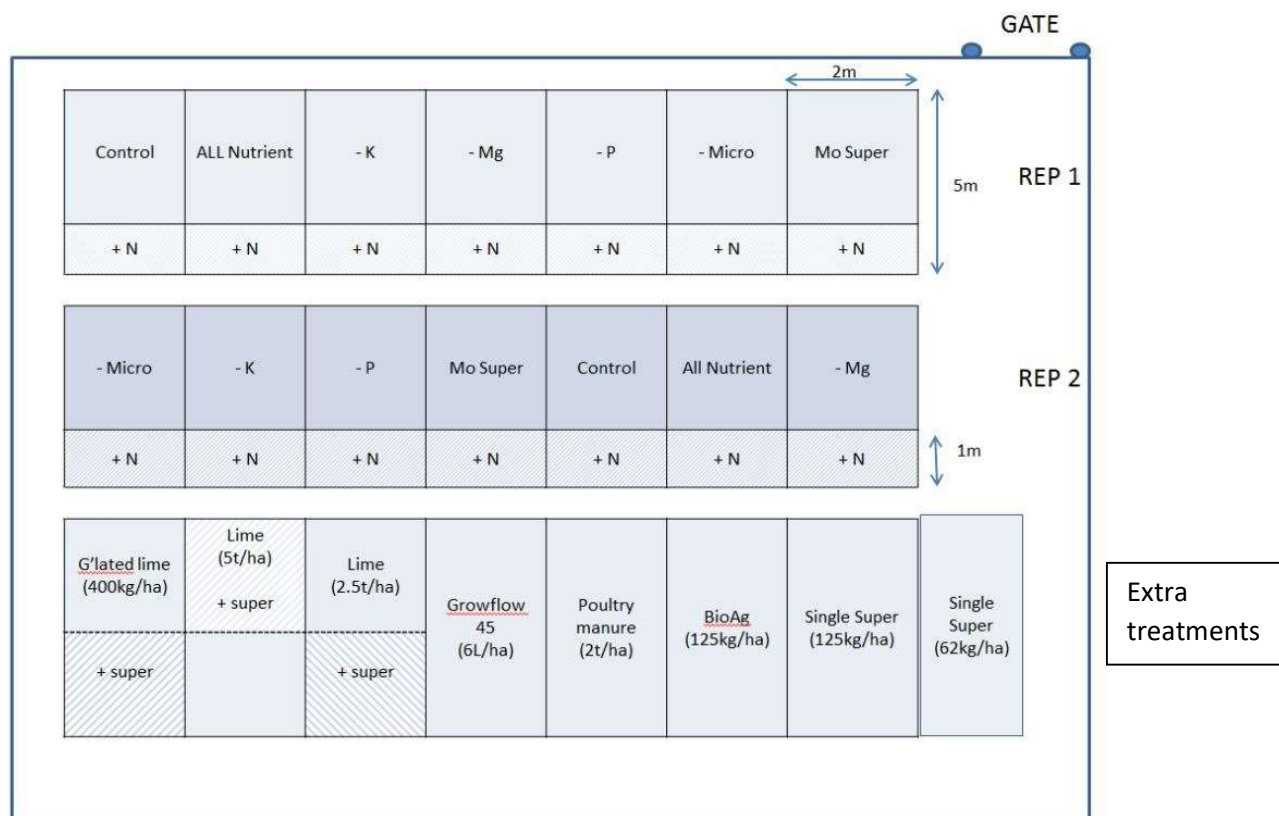 GATE
2m
Control
ALL Nutrient
- K
- Mg
- P
- Micro
Mo Super
5m
REP 1
+ N
+ N
+ N
+ N
+ N
+ N
+ N
- Micro
- K
- P
Mo Super
Control
All Nutrient
- Mg
REP 2
+ N
+ N
+ N
+ N
+ N
+ N
+ N
1m
G'lated lime
(400kg/ha)
+ super
Lime
(5t/ha)
+ super
Lime
(2.5t/ha)
+ super
Growflow
45
(6L/ha)
Poultry
manure
(2t/ha)
BioAg
(125kg/ha)
Single Super
(125kg/ha)
Single
Super
(62kg/ha)
Extra
treatments